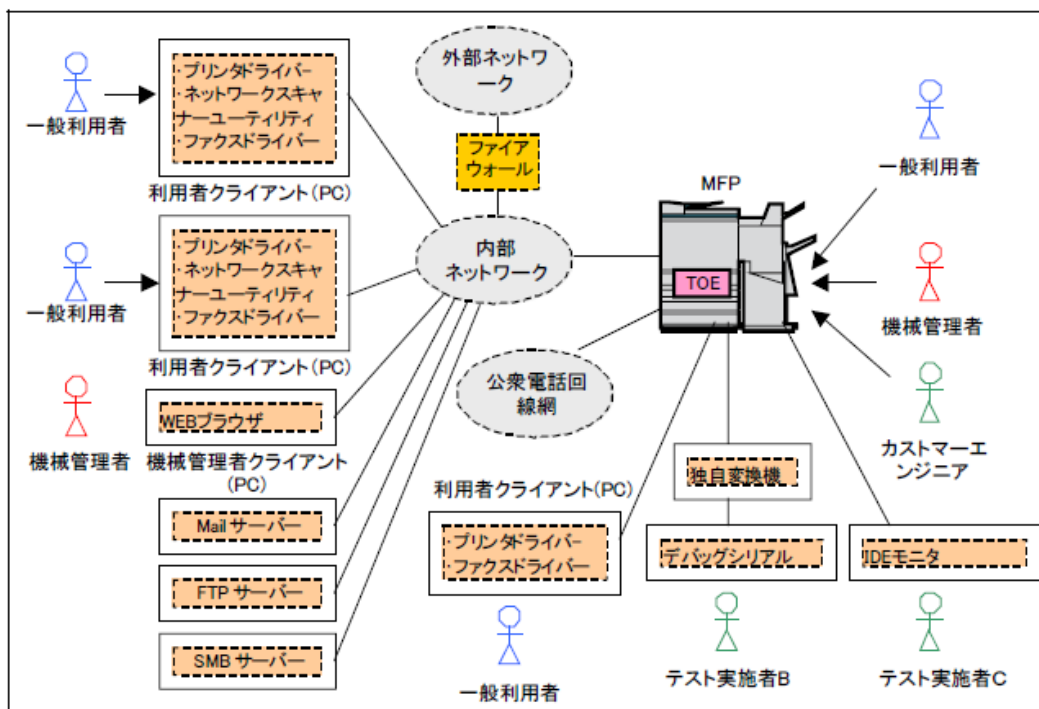 外部ネットワ
ーク
ファイア
ウォール
内部
ネットワーク
公衆電話回
線網
一般利用者
・プリンタドライバー
・ネットワークスキャ
ナーユーティリティ
・ファクスドライバー
利用者クライアント(PC)
一般利用者
・プリンタドライバー
・ネットワークスキャ
ナーユーティリティ
・ファクスドライバー
利用者クライアント(PC)
機械管理者
WEBブラウザ
機械管理者クライアント
(PC)
Mail サーバー
FTP サーバー
SMB サーバー
MFP
TOE
一般利用者
機械管理者
カストマーエ
ンジニア
利用者クライアント(PC)
・プリンタドライバー
・ファクスドライバー
一般利用者
独自変換機
デバッグシリアル
テスト実施者B
IDEモニタ
テスト実施者C